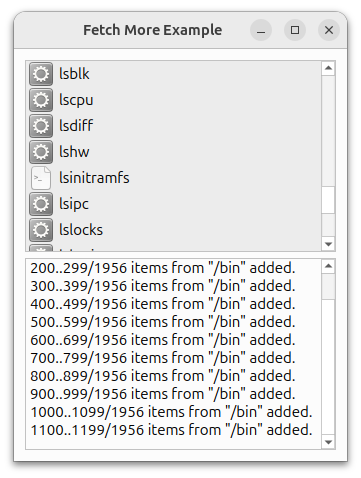 Fetch More Example
lsblk
lscpu
lsdiff
lshw
lsinitramfs
lsipc
lslocks
200..299/1956 items from "/bin" added.
300..399/1956 items from "/bin" added.
400..499/1956 items from "/bin" added.
500..599/1956 items from "/bin" added.
600..699/1956 items from "/bin" added.
700..799/1956 items from "/bin" added.
800..899/1956 items from "/bin" added.
900..999/1956 items from "/bin" added.
1000..1099/1956 items from "/bin" added.
1100..1199/1956 items from "/bin" added.